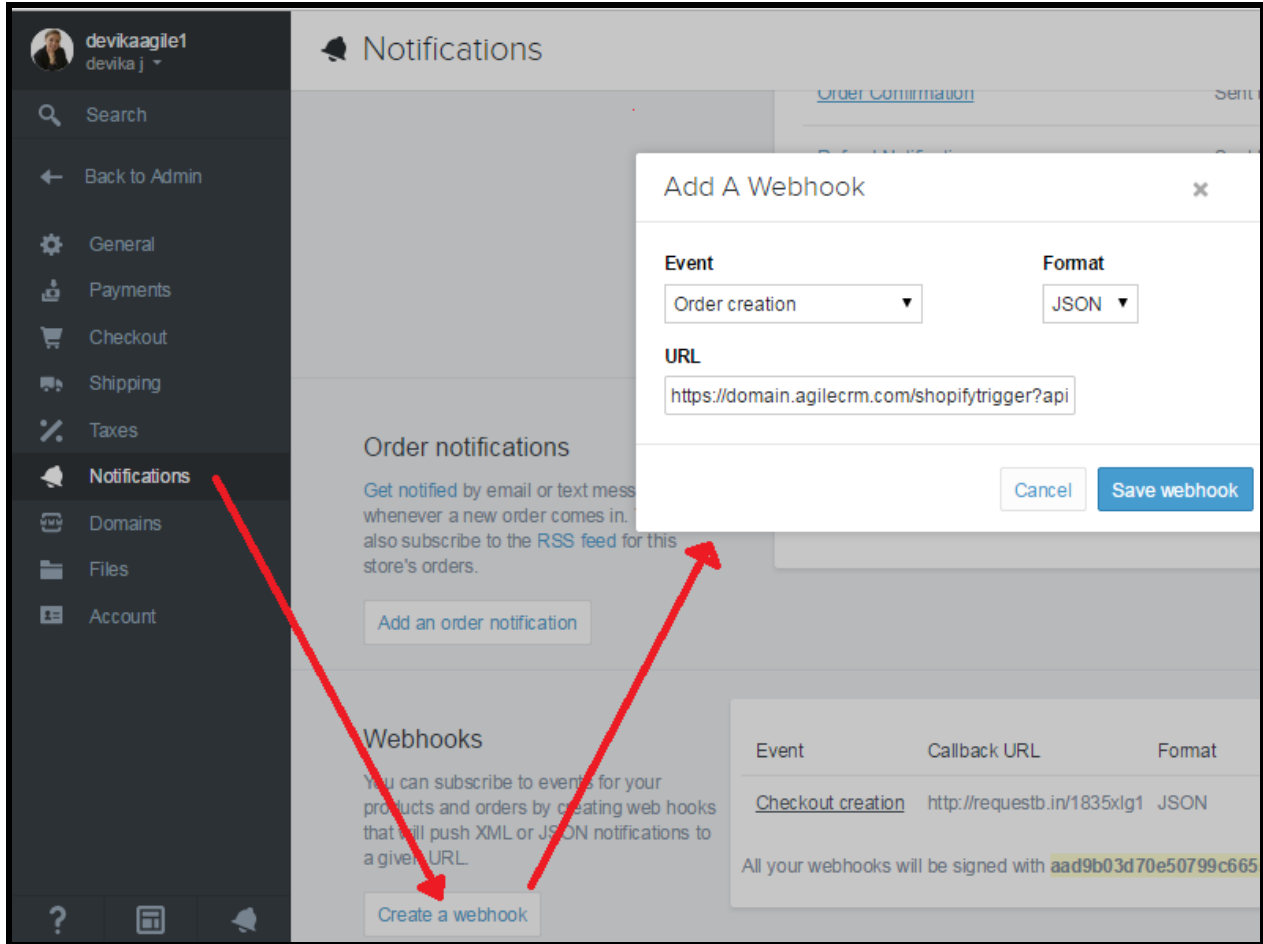 devikaagile1
devika j
Search
Back to Admin
General
Payments
Checkout
Shipping
Taxes
Notifications
Domains
Files
Account
Notifications
Order Confirmation
Sent
Add A Webhook
Event
Format
Order creation
JSON
URL
https://domain.agilecrm.com/shopifytrigger?api
Cancel
Save webhook
Order notifications
Get notified by email or text mess
whenever a new order comes in.
also subscribe to the RSS feed for this
store's orders.
Add an order notification
Webhooks
You can subscribe to events for your
products and orders by creating web hooks
that will push XML or JSON notifications to
a given URL.
Create a webhook
Event Callback URL Format
Checkout creation http://requestb.in/1835xlg1 JSON
All your webhooks will be signed with aad9b03d70e50799c665